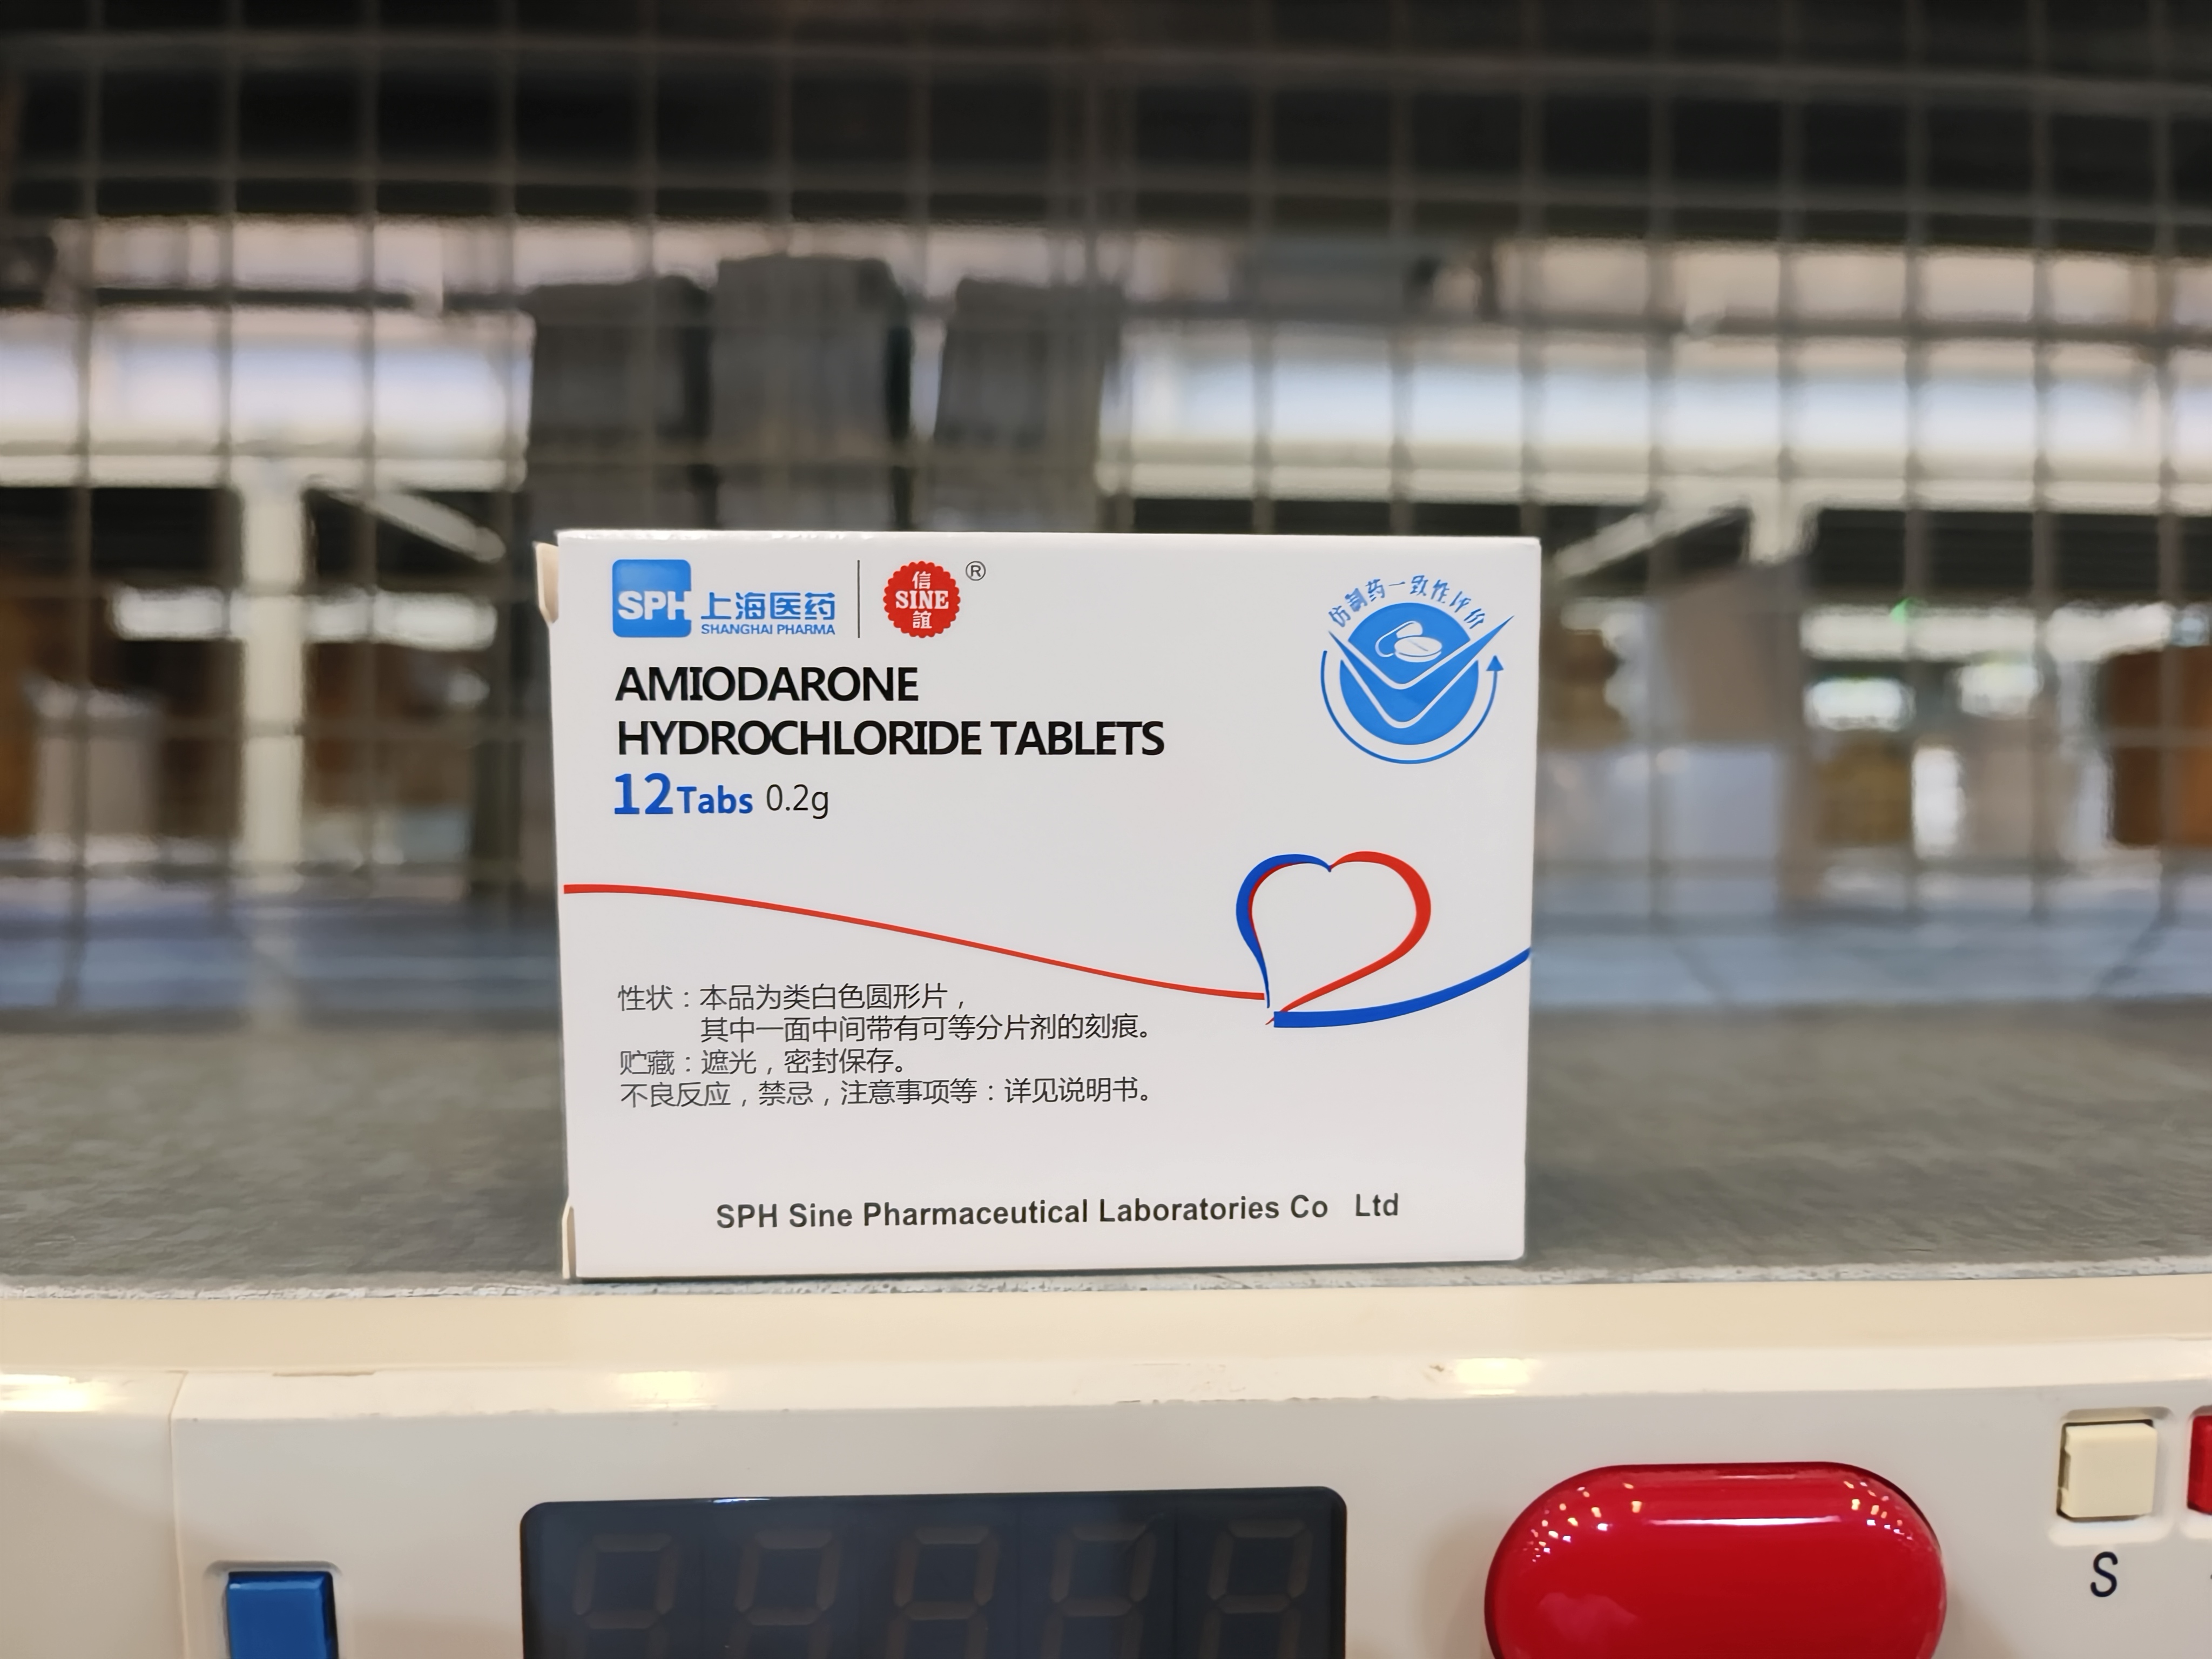 SPH 上海医药
SHANGHAI PHARMA
信
SINE
誼
®
仿制药一致性评价
AMIODARONE
HYDROCHLORIDE TABLETS
12Tabs 0.2g
性状：本品为类白色圆形片，
其中一面中间带有可等分片剂的刻痕。
贮藏：遮光，密封保存。
不良反应，禁忌，注意事项等：详见说明书。
SPH Sine Pharmaceutical Laboratories Co Ltd
S